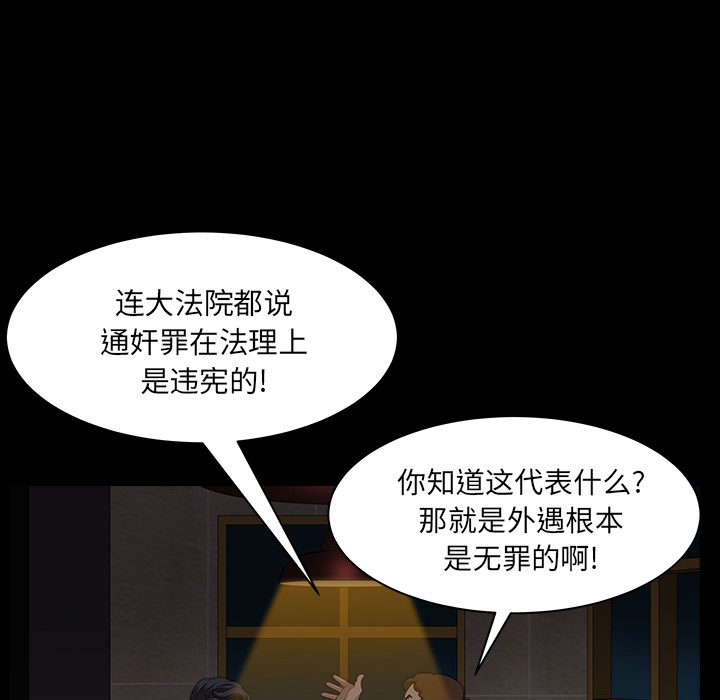 连大法院都说
通奸罪在法理上
是违宪的!
你知道这代表什么?
那就是外遇根本
是无罪的啊!